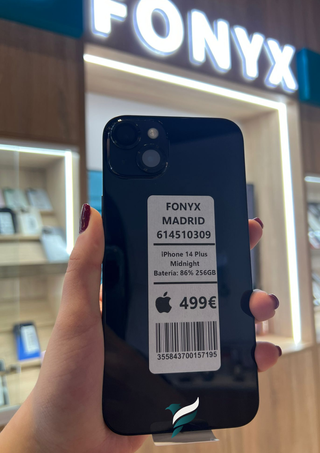 FONYX
FONYX
MADRID
614510309
iPhone 14 Plus
Midnight
Bateria: 86% 256GB
499€
355843700157195